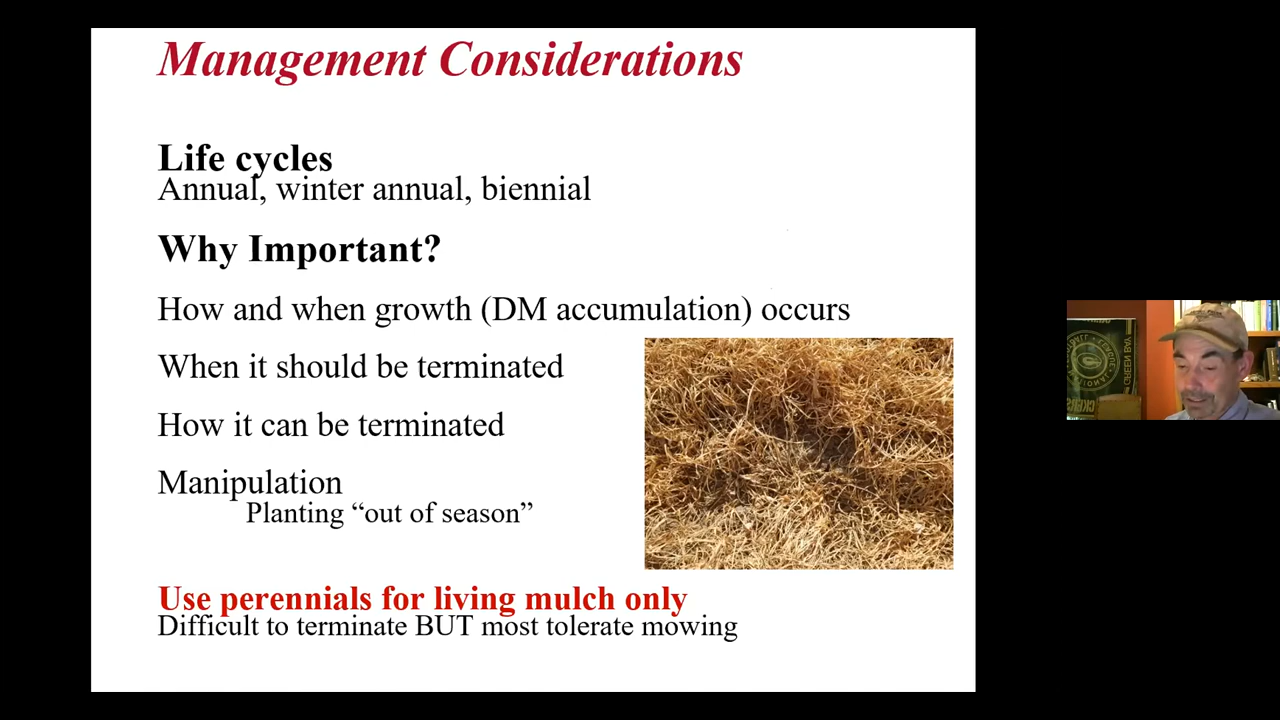 Management Considerations
Life cycles
Annual, winter annual, biennial
Why Important?
How and when growth (DM accumulation) occurs
When it should be terminated
How it can be terminated
Manipulation
Planting “out of season”
Use perennials for living mulch only
Difficult to terminate BUT most tolerate mowing
GREEN BAY